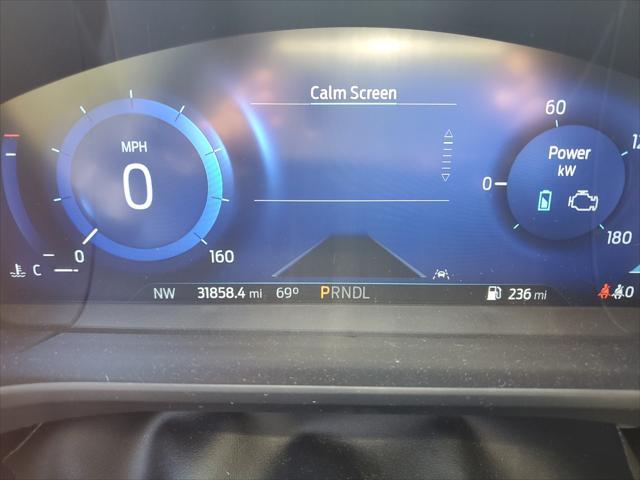 Calm Screen
MPH
0
0
160
C
60
Power
kW
0
180
NW 31858.4 mi 69° PRNDL 236 mi